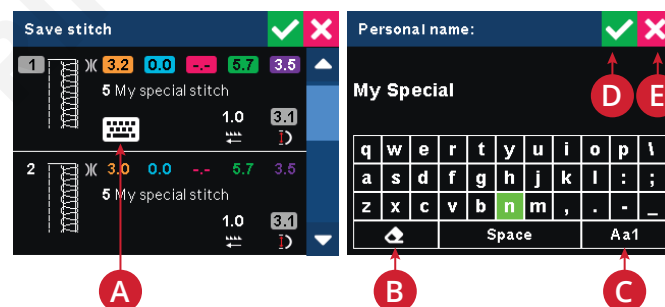 Save stitch
1 3.2 0.0 -.- 5.7 3.5
5 My special stitch
1.0 3.1
2 3.0 0.0 -.- 5.7 3.5
5 My special stitch
1.0 3.1
A
Personal name:
My Special
D E
q w e r t y u i o p \
a s d f g h j k l : ;
z x c v b n m , . - _
Space Aa1
B C